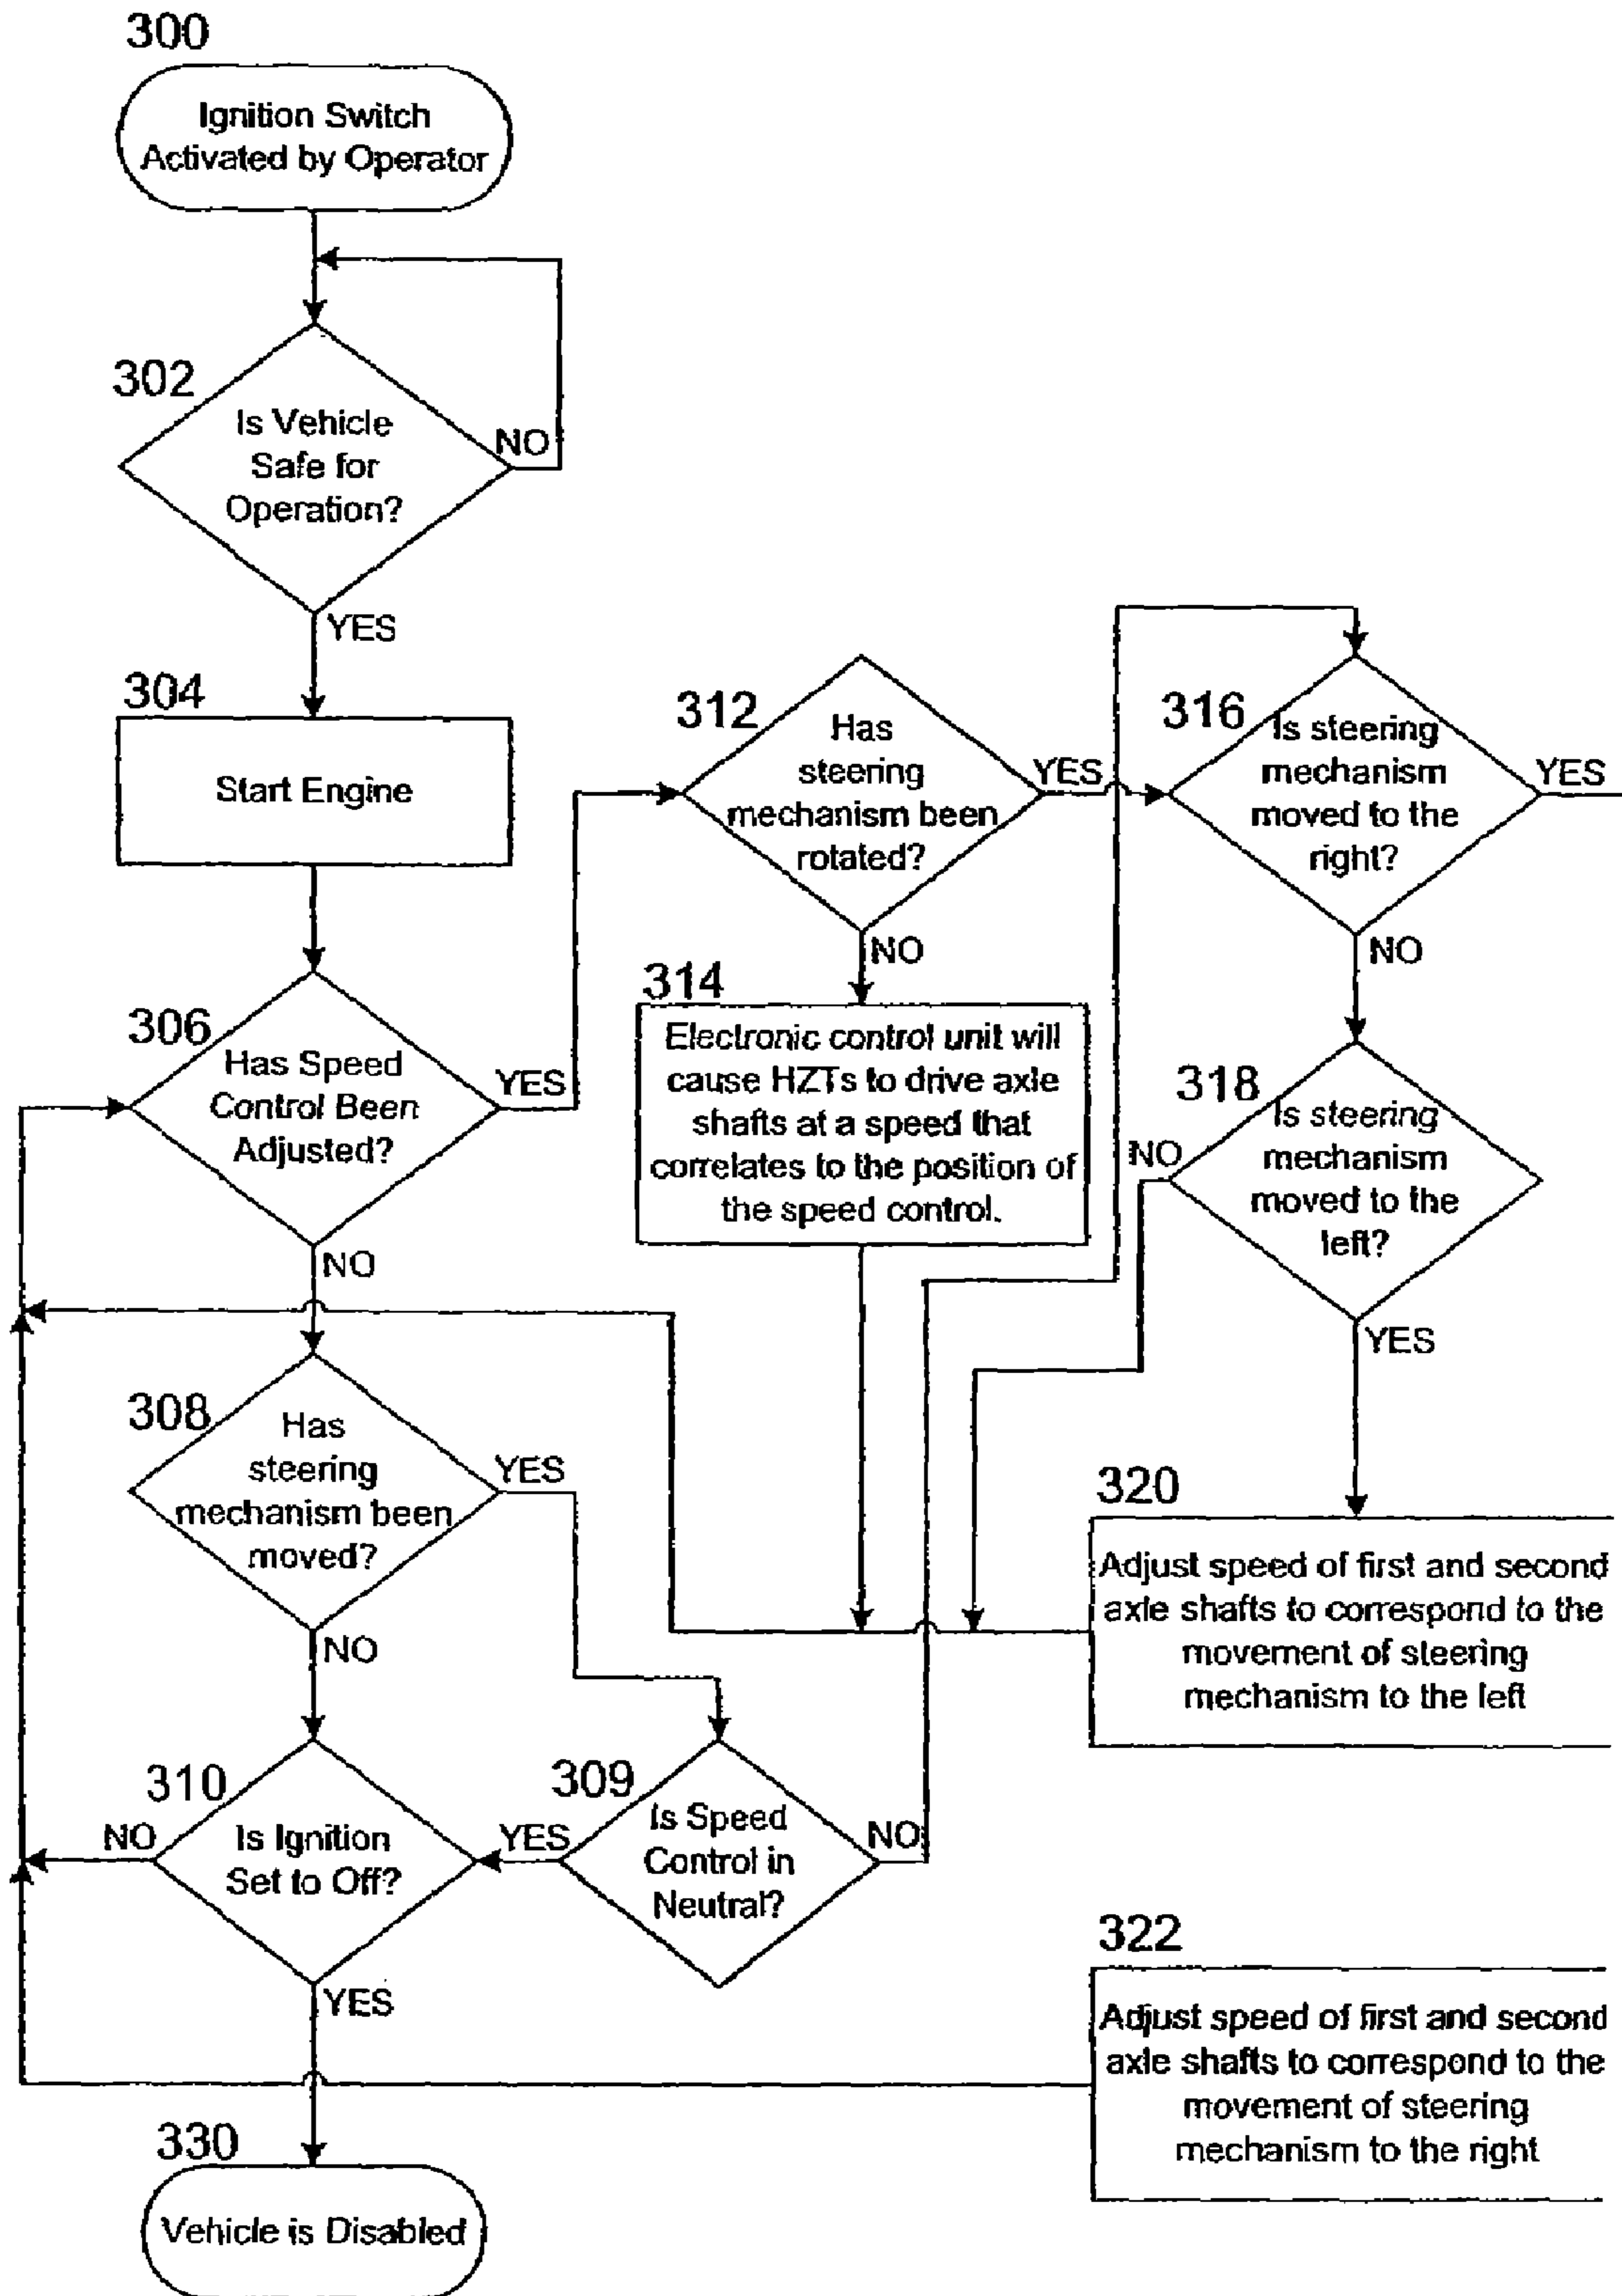 300
Ignition Switch
Activated by Operator
302
Is Vehicle
Safe for
Operation?
NO
YES
304
Start Engine
306
Has Speed
Control Been
Adjusted?
YES
NO
308
Has
steering
mechanism been
moved?
YES
NO
310
Is Ignition
Set to Off?
NO
YES
309
Is Speed
Control in
Neutral?
YES
NO
312
Has
steering
mechanism been
rotated?
YES
NO
314
Electronic control unit will
cause HZTs to drive axle
shafts at a speed that
correlates to the position of
the speed control.
316
Is steering
mechanism
moved to the
right?
YES
NO
318
Is steering
mechanism
moved to the
left?
NO
YES
320
Adjust speed of first and second
axle shafts to correspond to the
movement of steering
mechanism to the left
322
Adjust speed of first and second
axle shafts to correspond to the
movement of steering
mechanism to the right
330
Vehicle is Disabled